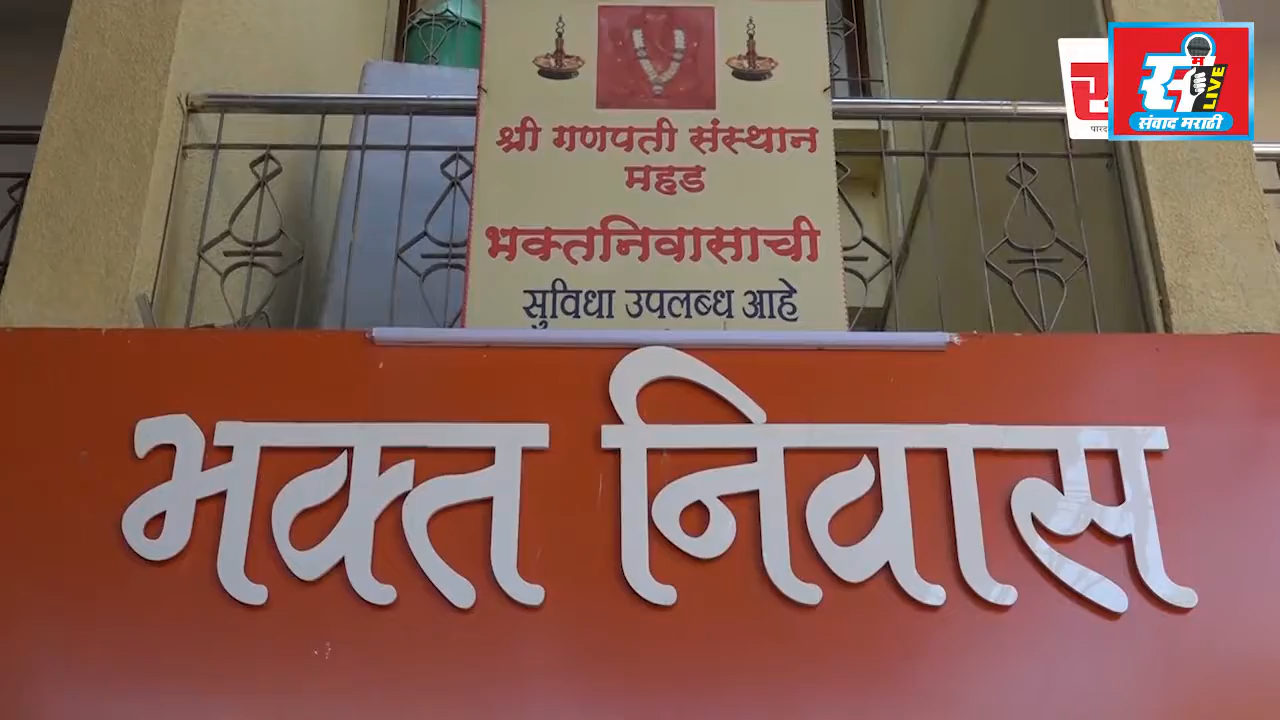 श्री गणपती संस्थान
महड
भक्तनिवासाची
सुविधा उपलब्ध आहे
भक्त निवास
स
म
LIVE
संवाद मराठी